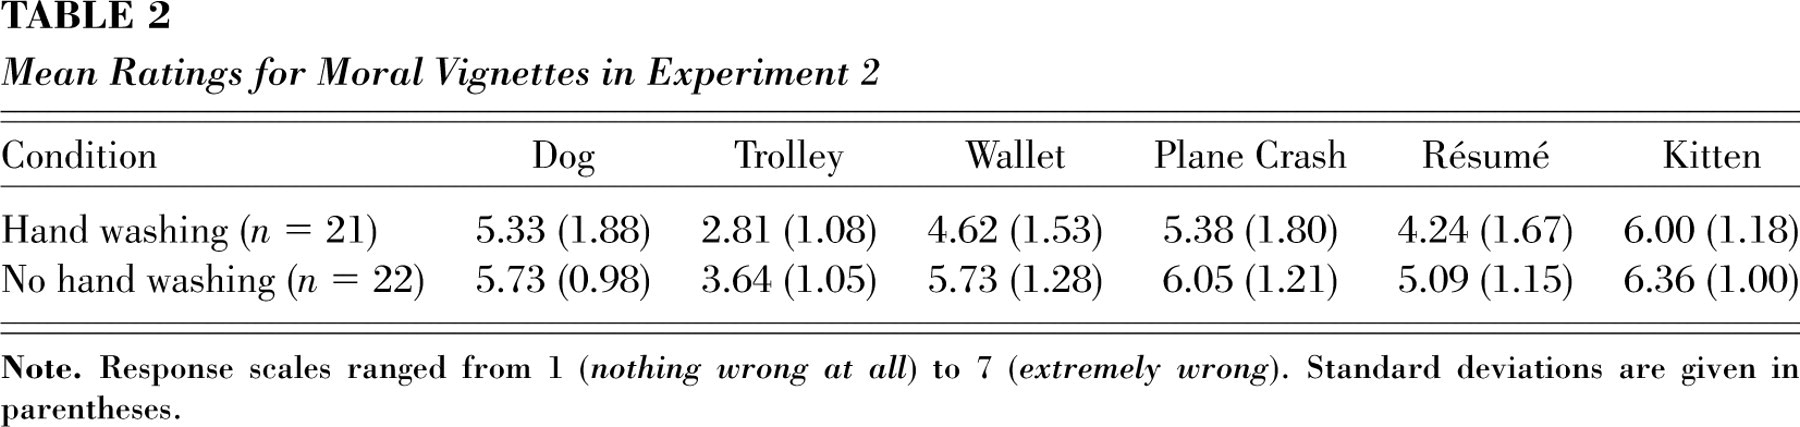 TABLE 2
Mean Ratings for Moral Vignettes in Experiment 2
Condition Dog Trolley Wallet Plane Crash Résumé Kitten
Hand washing (n = 21) 5.33 (1.88) 2.81 (1.08) 4.62 (1.53) 5.38 (1.80) 4.24 (1.67) 6.00 (1.18)
No hand washing (n = 22) 5.73 (0.98) 3.64 (1.05) 5.73 (1.28) 6.05 (1.21) 5.09 (1.15) 6.36 (1.00)
Note. Response scales ranged from 1 (nothing wrong at all) to 7 (extremely wrong). Standard deviations are given in
parentheses.